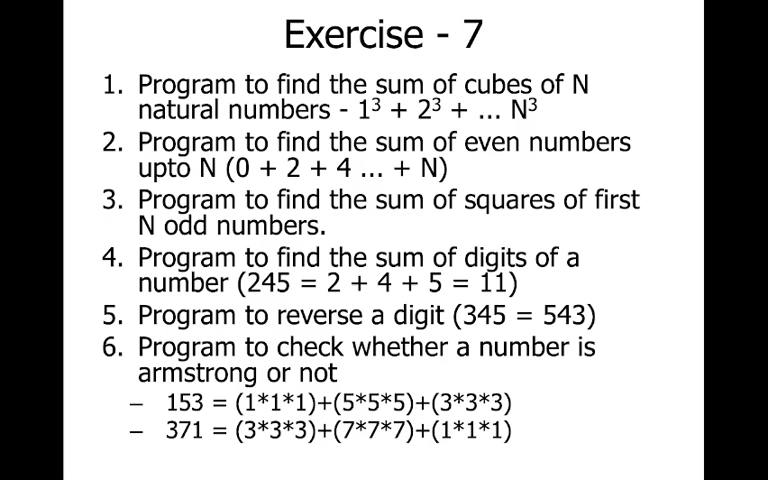 Exercise - 7
1. Program to find the sum of cubes of N
natural numbers - 1³ + 2³ + ... N³
2. Program to find the sum of even numbers
upto N (0 + 2 + 4 ... + N)
3. Program to find the sum of squares of first
N odd numbers.
4. Program to find the sum of digits of a
number (245 = 2 + 4 + 5 = 11)
5. Program to reverse a digit (345 = 543)
6. Program to check whether a number is
armstrong or not
– 153 = (1*1*1)+(5*5*5)+(3*3*3)
– 371 = (3*3*3)+(7*7*7)+(1*1*1)